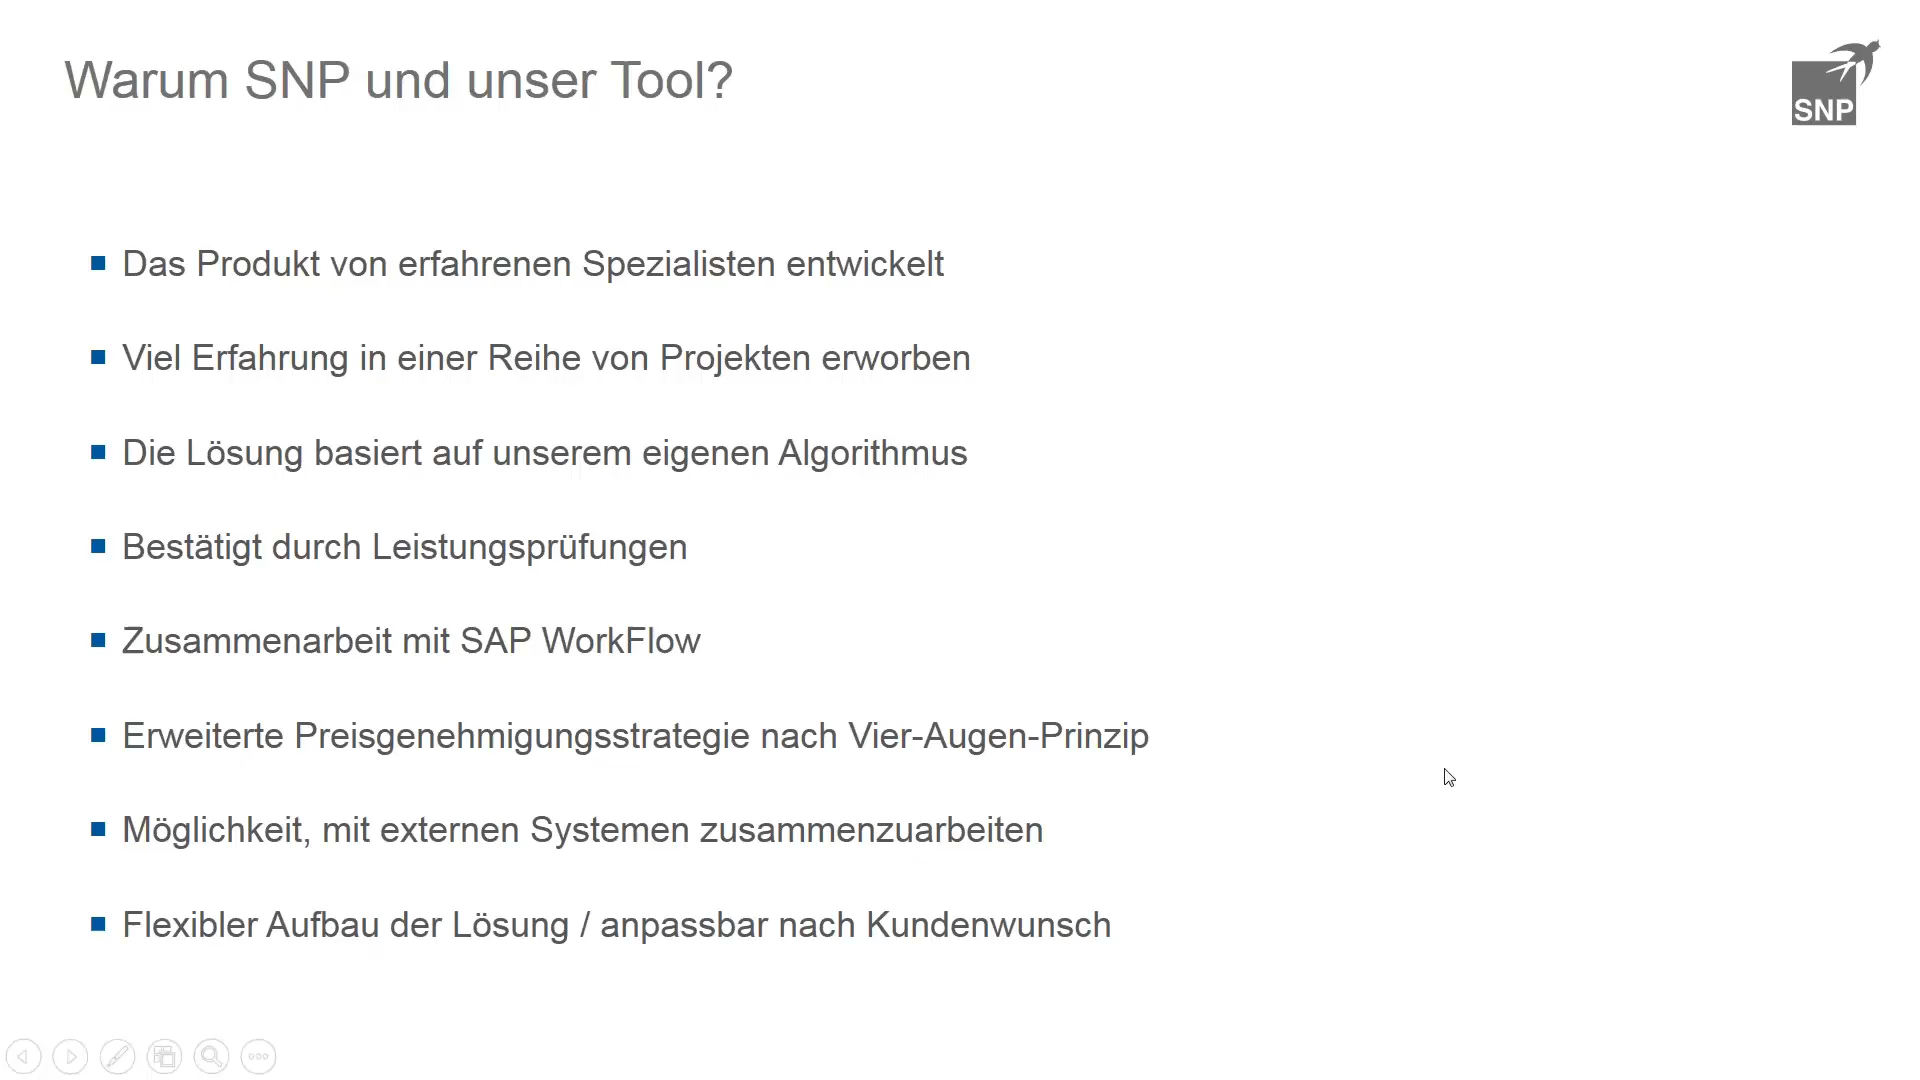 Warum SNP und unser Tool?
SNP
Das Produkt von erfahrenen Spezialisten entwickelt
Viel Erfahrung in einer Reihe von Projekten erworben
Die Lösung basiert auf unserem eigenen Algorithmus
Bestätigt durch Leistungsprüfungen
Zusammenarbeit mit SAP WorkFlow
Erweiterte Preisgenehmigungsstrategie nach Vier-Augen-Prinzip
Möglichkeit, mit externen Systemen zusammenzuarbeiten
Flexibler Aufbau der Lösung / anpassbar nach Kundenwunsch